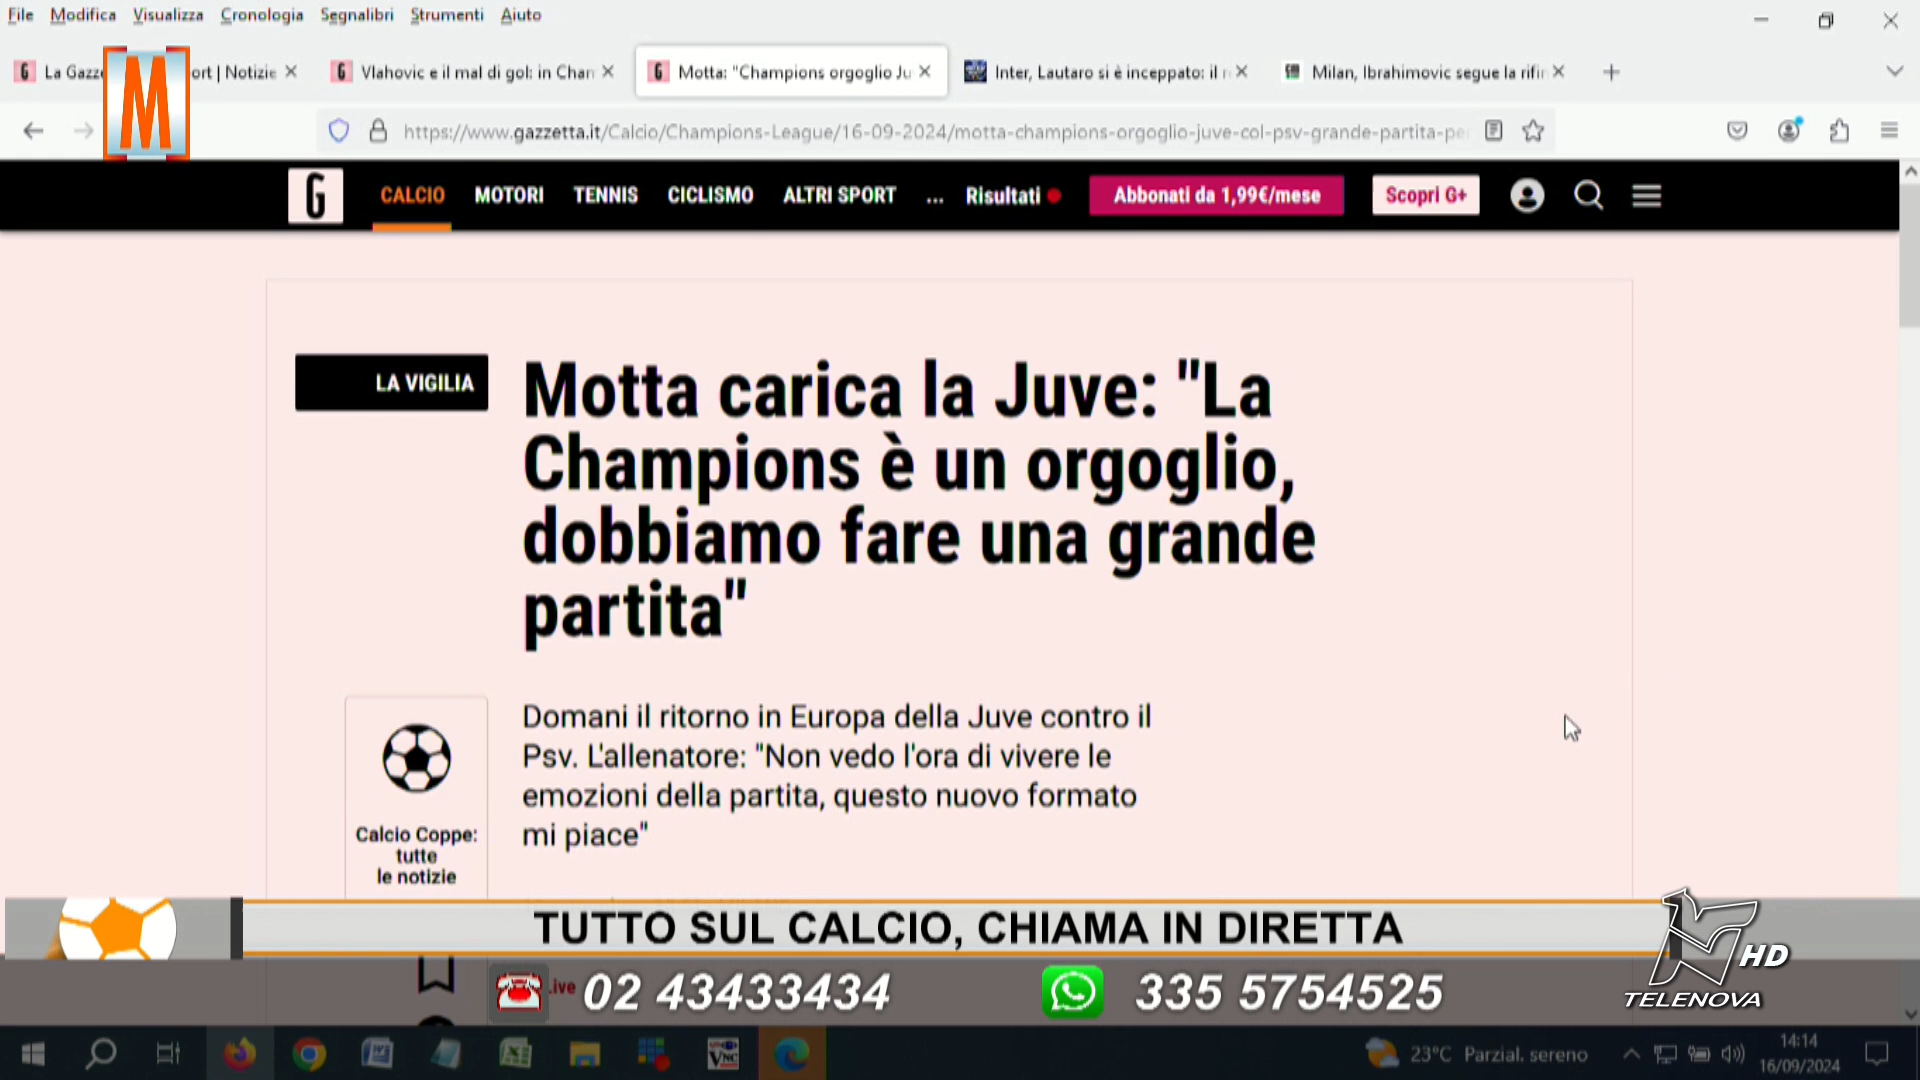 File Modifica Visualizza Cronologia Segnalibri Strumenti Aiuto
La Gazz ort | Notizie Vlahovic e il mal di gol: in Cham Motta: "Champions orgoglio Ju Inter, Lautaro si è inceppato: il Milan, Ibrahimovic segue la rifi
M
https://www.gazzetta.it/Calcio/Champions-League/16-09-2024/motta-champions-orgoglio-juve-col-psv-grande-partita-pe
G CALCIO MOTORI TENNIS CICLISMO ALTRI SPORT ... Risultati Abbonati da 1,99€/mese Scopri G+
LA VIGILIA
Motta carica la Juve: "La
Champions è un orgoglio,
dobbiamo fare una grande
partita"
Domani il ritorno in Europa della Juve contro il
Psv. L'allenatore: "Non vedo l'ora di vivere le
emozioni della partita, questo nuovo formato
mi piace"
Calcio Coppe:
tutte
le notizie
TUTTO SUL CALCIO, CHIAMA IN DIRETTA
HD
TELENOVA
02 43433434 335 5754525
23°C Parzial. sereno
14:14
16/09/2024